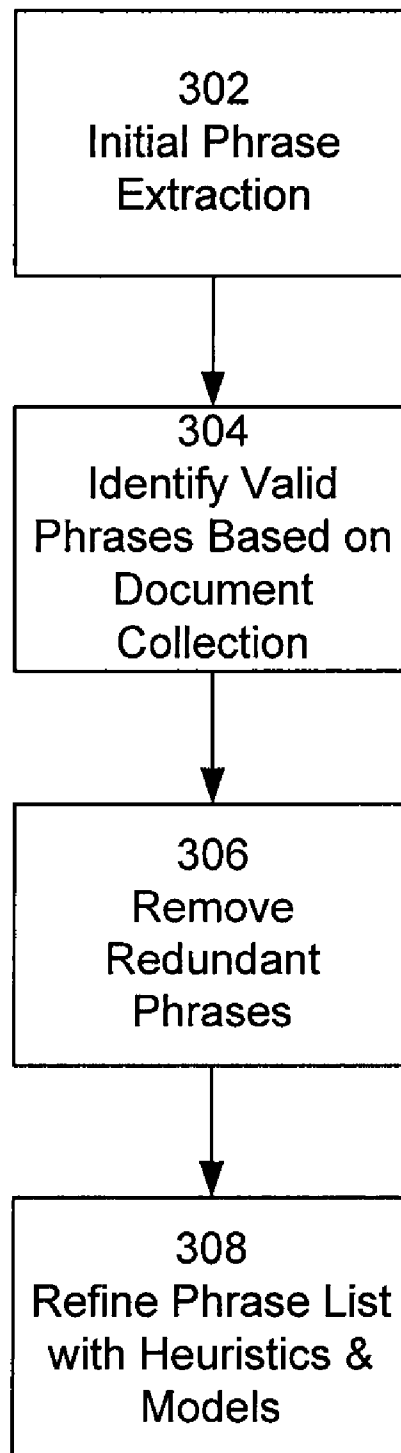 302
Initial Phrase
Extraction
304
Identify Valid
Phrases Based on
Document
Collection
306
Remove
Redundant
Phrases
308
Refine Phrase List
with Heuristics &
Models